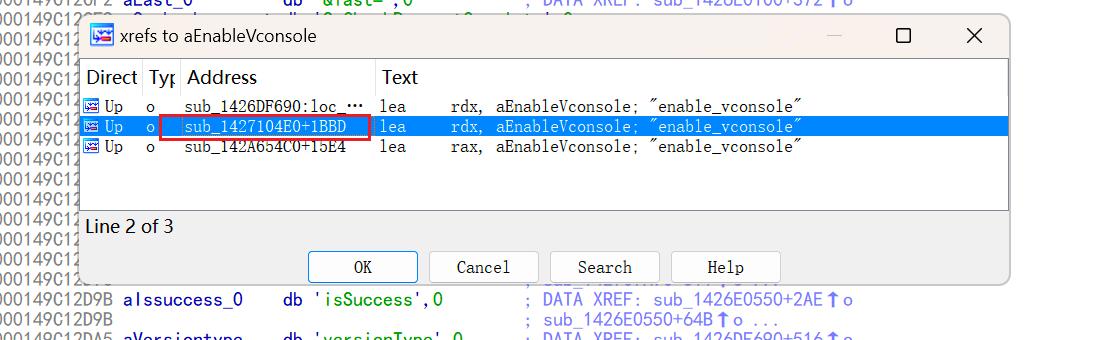 xrefs to aEnableVconsole
Direct Typ Address Text
Up o sub_1426DF690:loc_… lea rdx, aEnableVconsole; "enable_vconsole"
Up o sub_1427104E0+1BBD lea rdx, aEnableVconsole; "enable_vconsole"
Up o sub_142A654C0+15E4 lea rax, aEnableVconsole; "enable_vconsole"
Line 2 of 3
OK Cancel Search Help
000149C12D9B aIssuccess_0 db 'isSuccess',0 ; DATA XREF: sub_1426E0550+2AE↑o
000149C12D9B ; sub_1426E0550+64B↑o ...